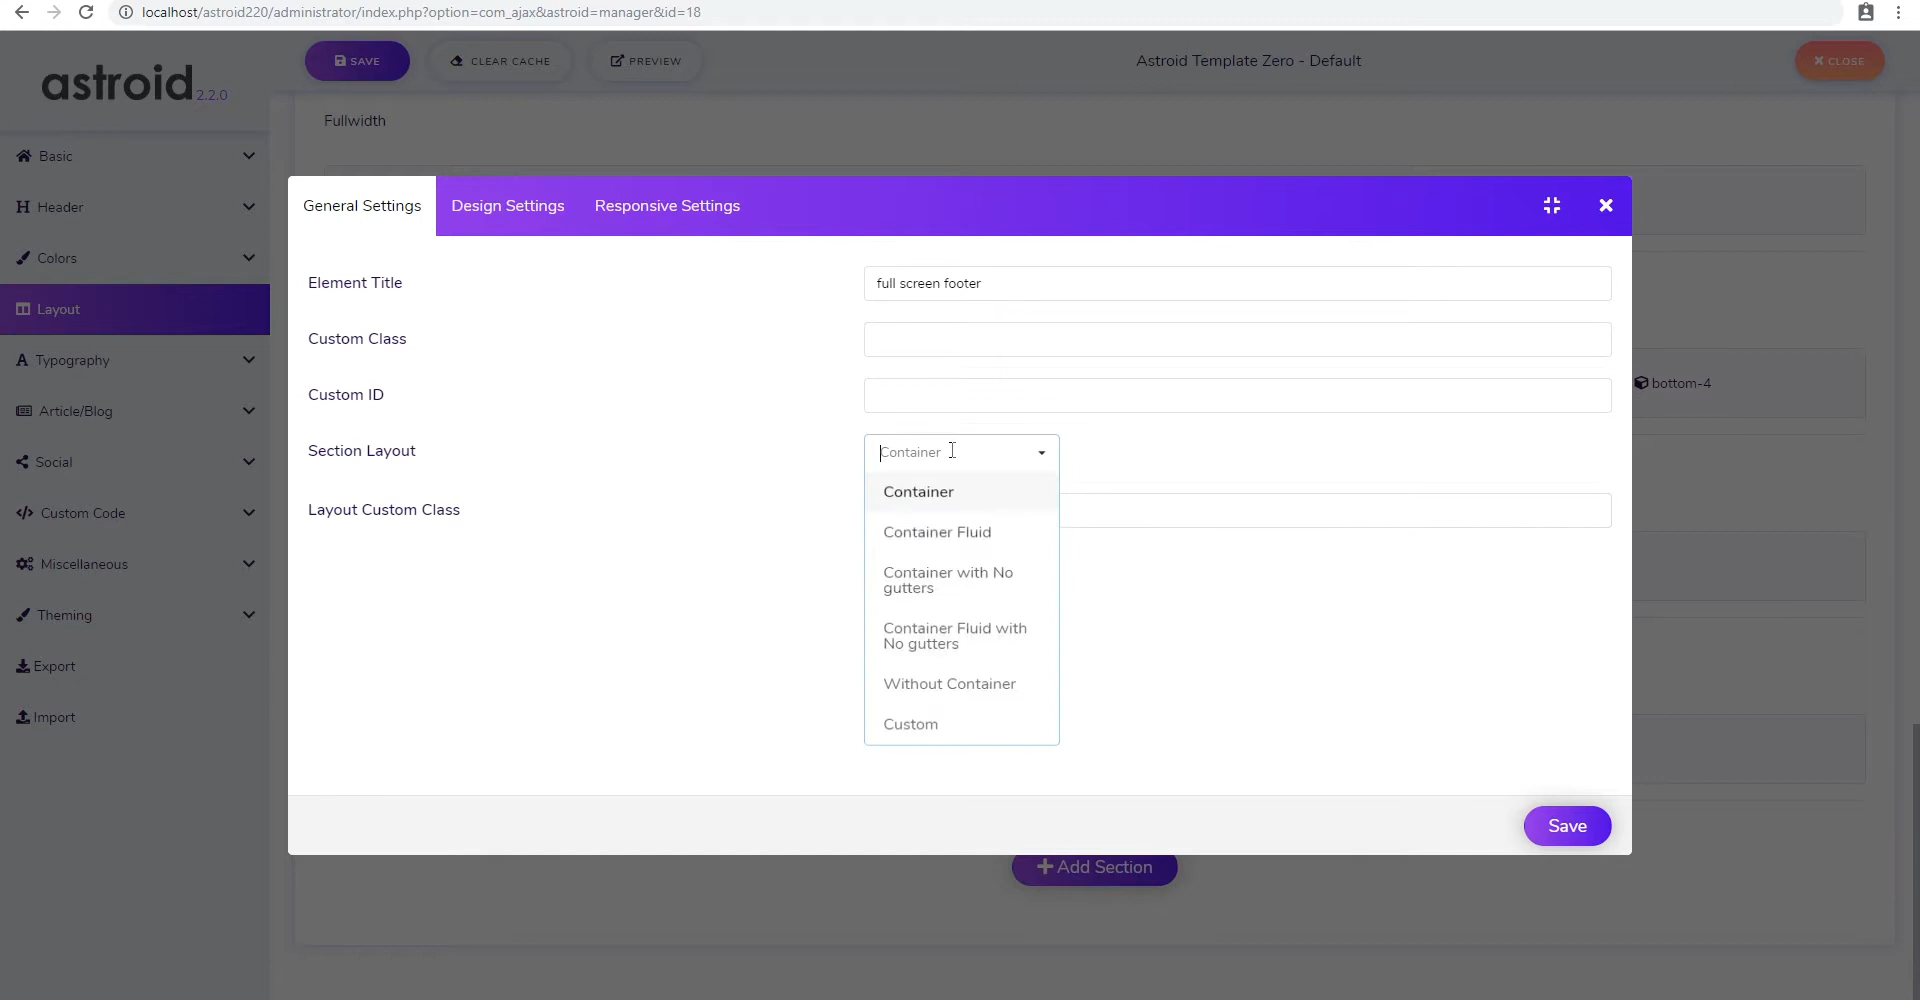 localhost/astroid220/administrator/index.php?option=com_ajax&astroid=manager&id=18
astroid 2.2.0
SAVE
CLEAR CACHE
PREVIEW
Astroid Template Zero - Default
CLOSE
Fullwidth
Basic
Header
Colors
Layout
Typography
Article/Blog
Social
Custom Code
Miscellaneous
Theming
Export
Import
General Settings
Design Settings
Responsive Settings
Element Title
full screen footer
Custom Class
Custom ID
Section Layout
Container
Container
Container Fluid
Container with No
gutters
Container Fluid with
No gutters
Without Container
Custom
Layout Custom Class
bottom-4
Save
Add Section